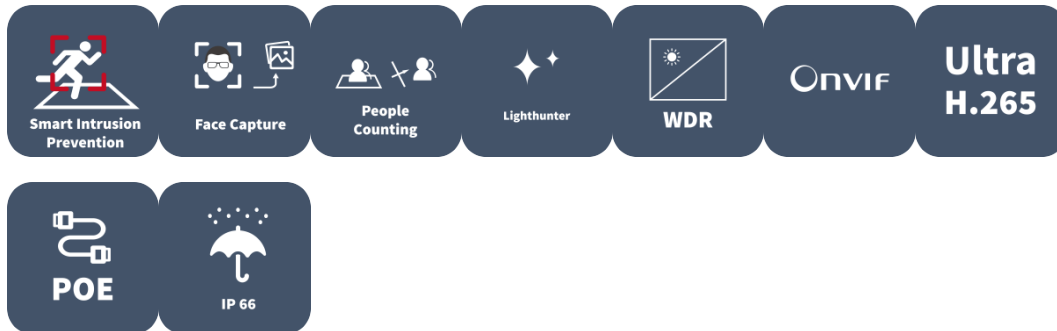 Smart Intrusion
Prevention
Face Capture
People
Counting
Lighthunter
WDR
ONVIF
Ultra
H.265
POE
IP 66